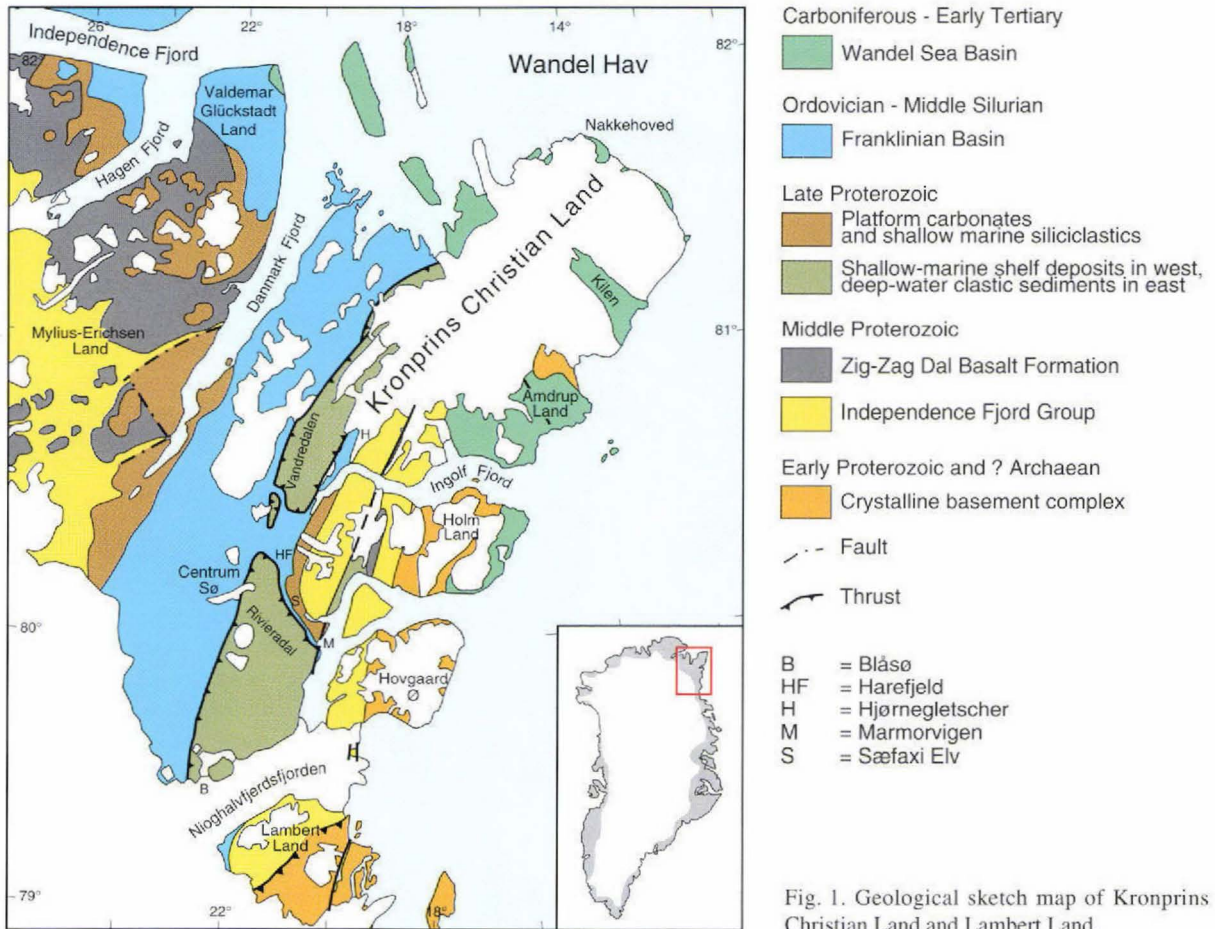 26°
22°
18°
14°
82°
Independence Fjord
82°
Wandel Hav
Valdemar
Glückstadt
Land
Nakkehoved
Hagen Fjord
Danmark Fjord
Kronprins Christian Land
Kilen
81°
Mylius-Erichsen
Land
Amdrup
Land
Vandredalen
H
Ingolf Fjord
Holm
Land
HF
Centrum
Sø
S
80°
Rivieradal
M
Hovgaard
Ø
H
B
Nioghalvfjerdsfjorden
Lambert
Land
79°
22°
18°
Carboniferous - Early Tertiary
Wandel Sea Basin
Ordovician - Middle Silurian
Franklinian Basin
Late Proterozoic
Platform carbonates
and shallow marine siliciclastics
Shallow-marine shelf deposits in west,
deep-water clastic sediments in east
Middle Proterozoic
Zig-Zag Dal Basalt Formation
Independence Fjord Group
Early Proterozoic and ? Archaean
Crystalline basement complex
Fault
Thrust
B = Blåsø
HF = Harefjeld
H = Hjørnegletscher
M = Marmorvigen
S = Sæfaxi Elv
Fig. 1. Geological sketch map of Kronprins
Christian Land and Lambert Land